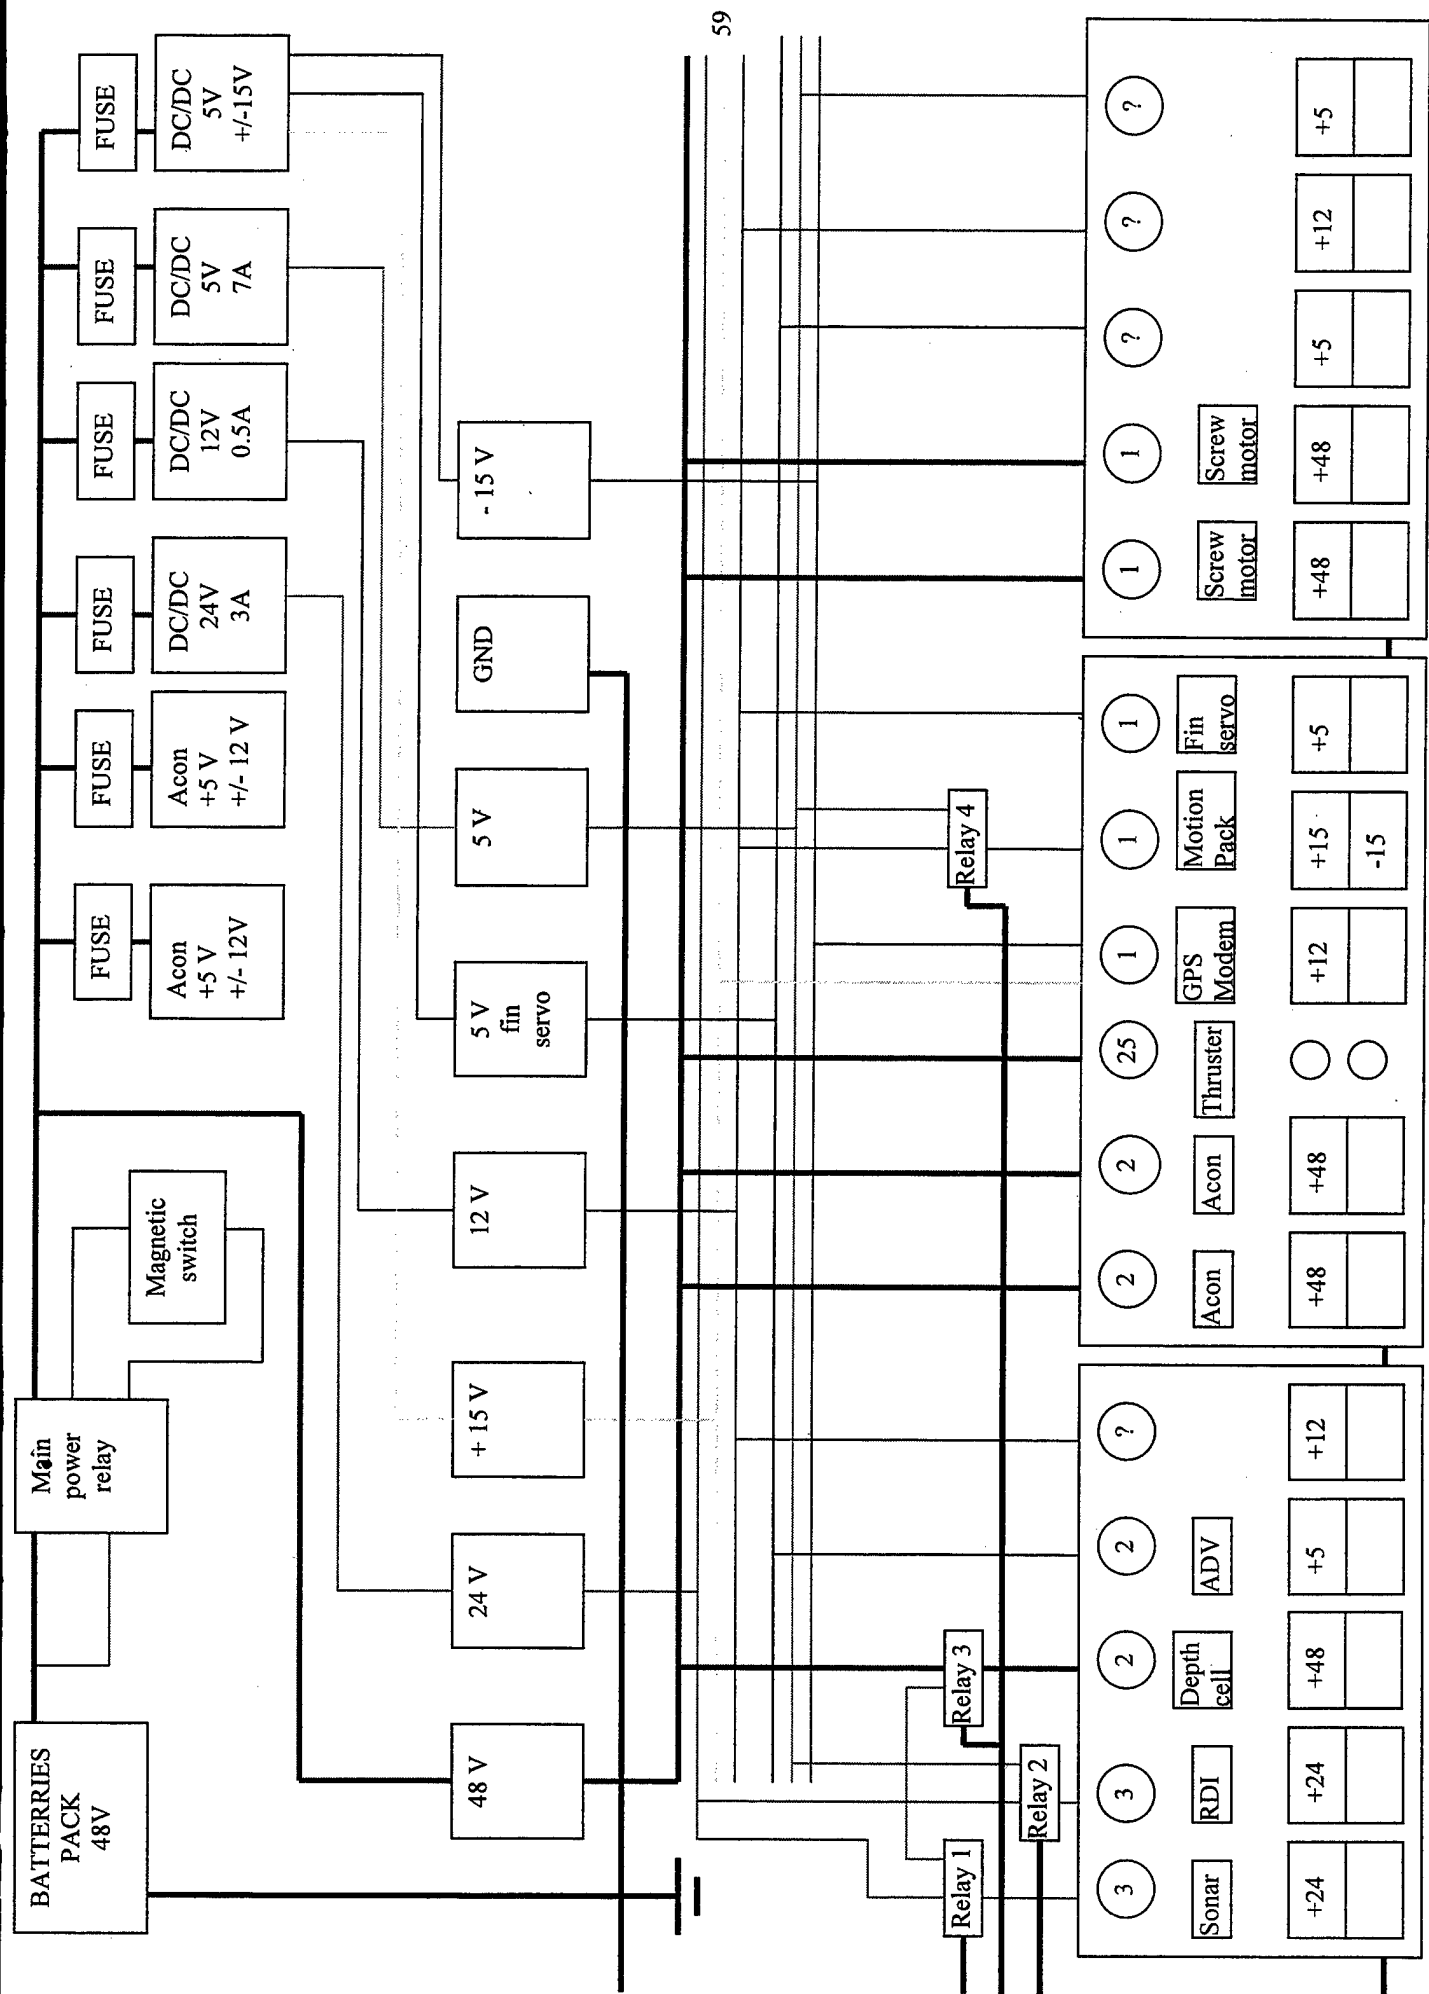 BATTERRIES
PACK
48V
Main
power
relay
Magnetic
switch
FUSE
FUSE
FUSE
FUSE
FUSE
FUSE
Acon
+5 V
+/- 12V
Acon
+5 V
+/- 12 V
DC/DC
24V
3A
DC/DC
12V
0.5A
DC/DC
5V
7A
DC/DC
5V
+/-15V
48 V
24 V
+ 15 V
12 V
5 V
fin
servo
5 V
GND
- 15 V
59
Relay 1
Relay 2
Relay 3
Relay 4
3
3
2
2
?
2
2
25
1
1
1
1
1
?
?
?
Sonar
RDI
Depth
cell
ADV
Acon
Acon
Thruster
GPS
Modem
Motion
Pack
Fin
servo
Screw
motor
Screw
motor
+24
+24
+48
+5
+12
+48
+48
+12
+15
-15
+5
+48
+48
+5
+12
+5